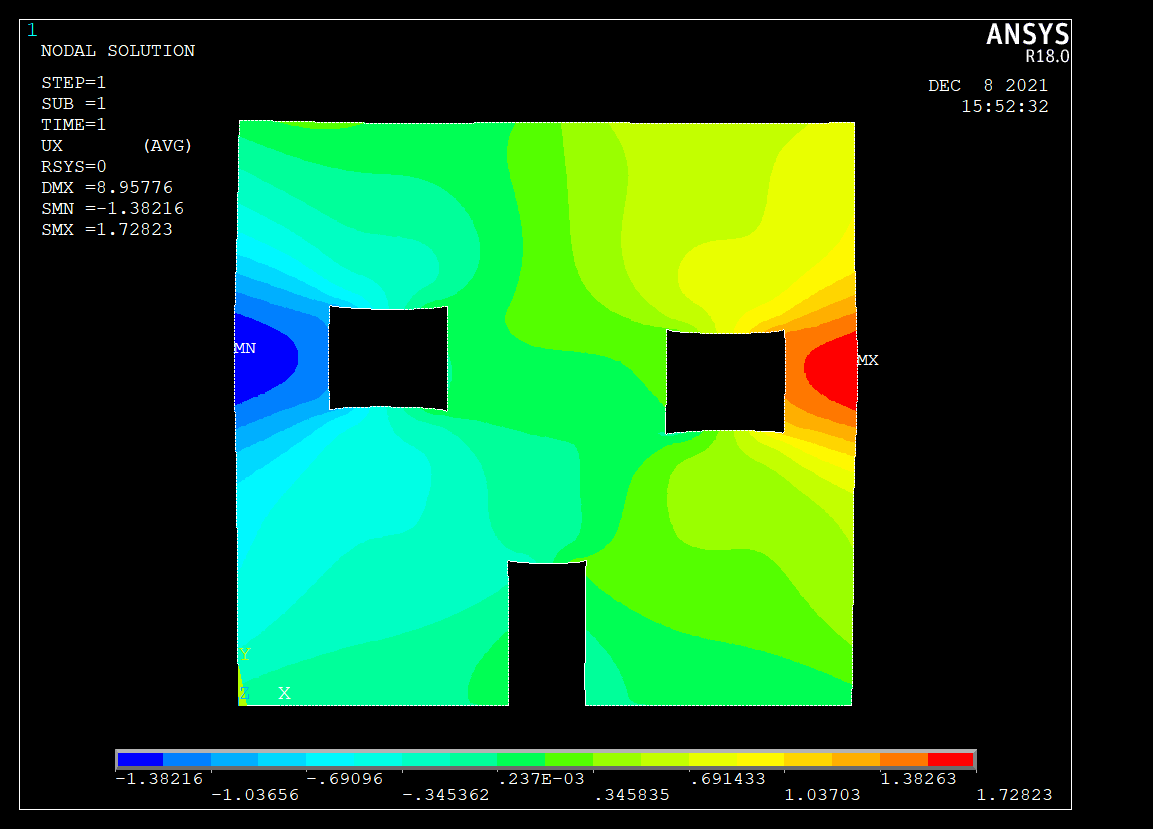 1
ANSYS
R18.0
NODAL SOLUTION
STEP=1
SUB =1
TIME=1
UX (AVG)
RSYS=0
DMX =8.95776
SMN =-1.38216
SMX =1.72823
DEC 8 2021
15:52:32
MN
MX
Y
Z X
-1.38216 -.69096 .237E-03 .691433 1.38263
-1.03656 -.345362 .345835 1.03703 1.72823